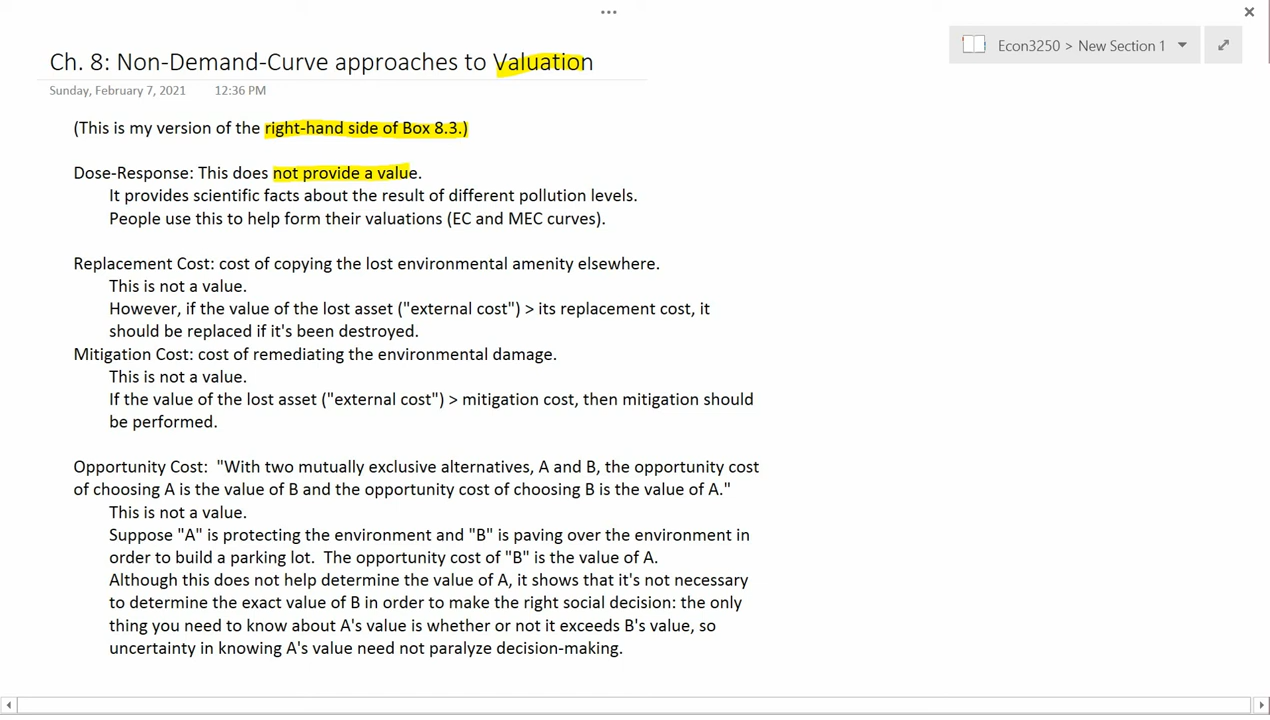 Econ3250 > New Section 1
Ch. 8: Non-Demand-Curve approaches to Valuation
Sunday, February 7, 2021 12:36 PM
(This is my version of the right-hand side of Box 8.3.)
Dose-Response: This does not provide a value.
It provides scientific facts about the result of different pollution levels.
People use this to help form their valuations (EC and MEC curves).
Replacement Cost: cost of copying the lost environmental amenity elsewhere.
This is not a value.
However, if the value of the lost asset ("external cost") > its replacement cost, it
should be replaced if it's been destroyed.
Mitigation Cost: cost of remediating the environmental damage.
This is not a value.
If the value of the lost asset ("external cost") > mitigation cost, then mitigation should
be performed.
Opportunity Cost: "With two mutually exclusive alternatives, A and B, the opportunity cost
of choosing A is the value of B and the opportunity cost of choosing B is the value of A."
This is not a value.
Suppose "A" is protecting the environment and "B" is paving over the environment in
order to build a parking lot. The opportunity cost of "B" is the value of A.
Although this does not help determine the value of A, it shows that it's not necessary
to determine the exact value of B in order to make the right social decision: the only
thing you need to know about A's value is whether or not it exceeds B's value, so
uncertainty in knowing A's value need not paralyze decision-making.